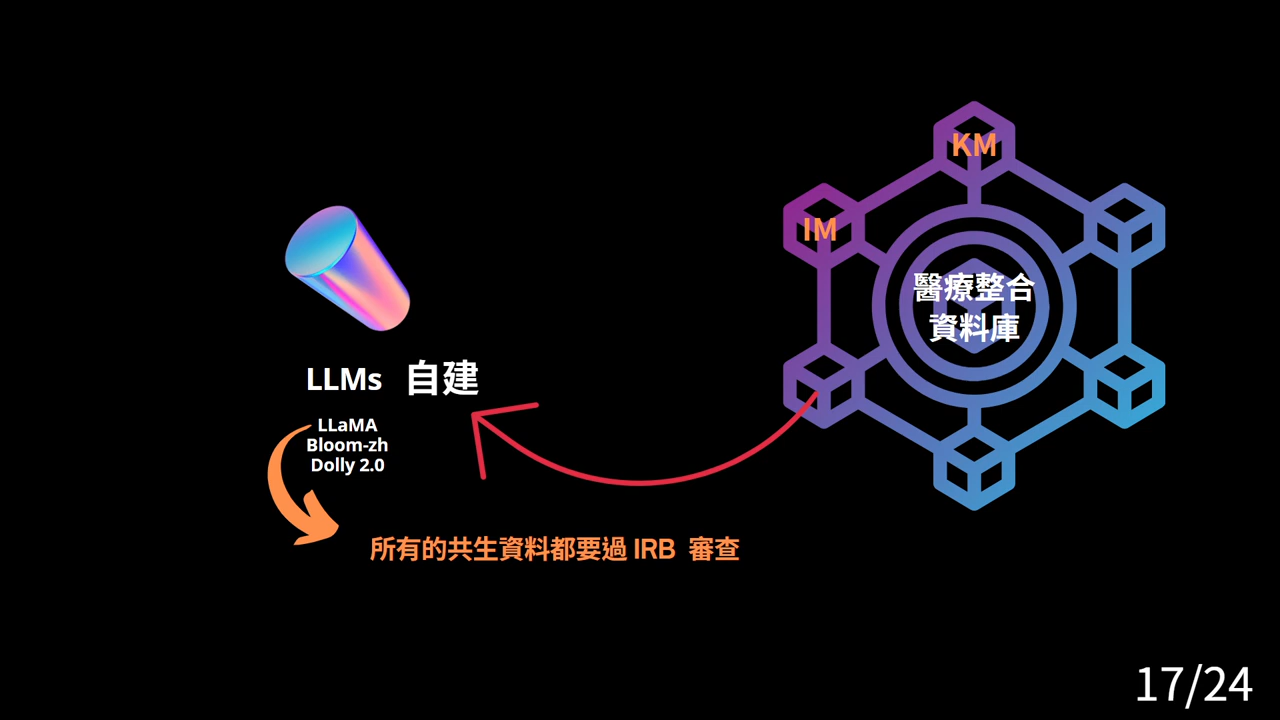 KM
IM
醫療整合
資料庫
LLMs 自建
LLaMA
Bloom-zh
Dolly 2.0
所有的共生資料都要過 IRB 審查
17/24